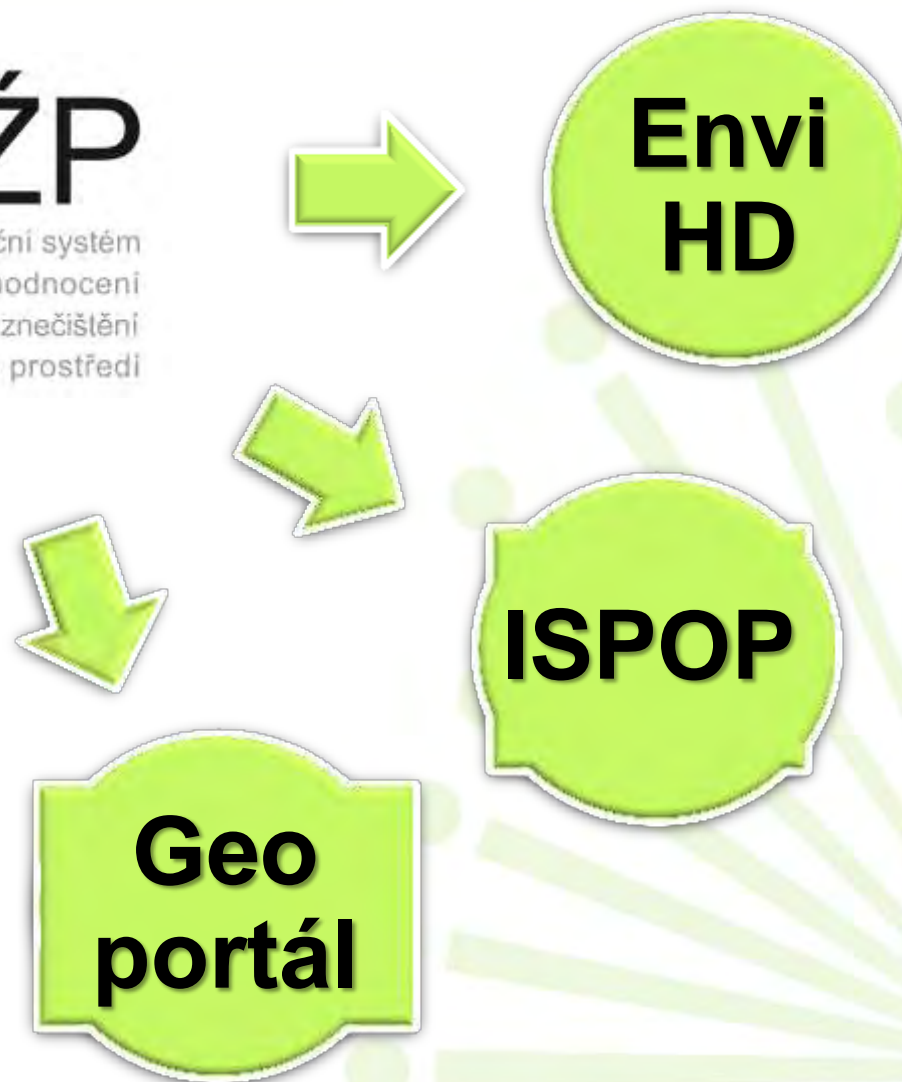 ŽP
ční systém
hodnocení
znečištění
prostředí
Envi
HD
ISPOP
Geo
portál